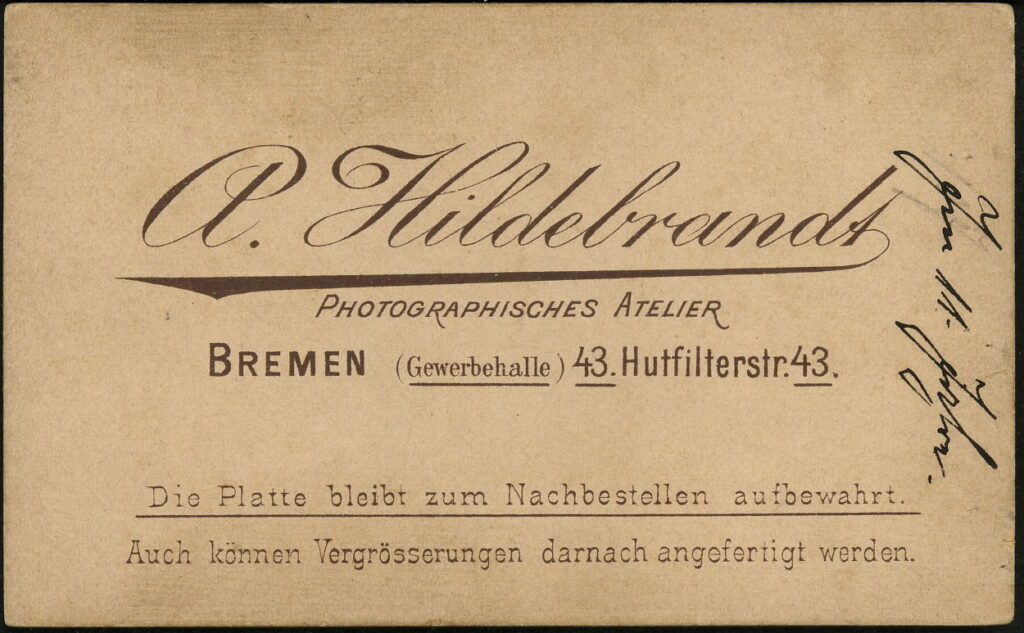 A. Hildebrandt
PHOTOGRAPHISCHES ATELIER
BREMEN (Gewerbehalle) 43. Hutfilterstr. 43.
Die Platte bleibt zum Nachbestellen aufbewahrt.
Auch können Vergrösserungen darnach angefertigt werden.